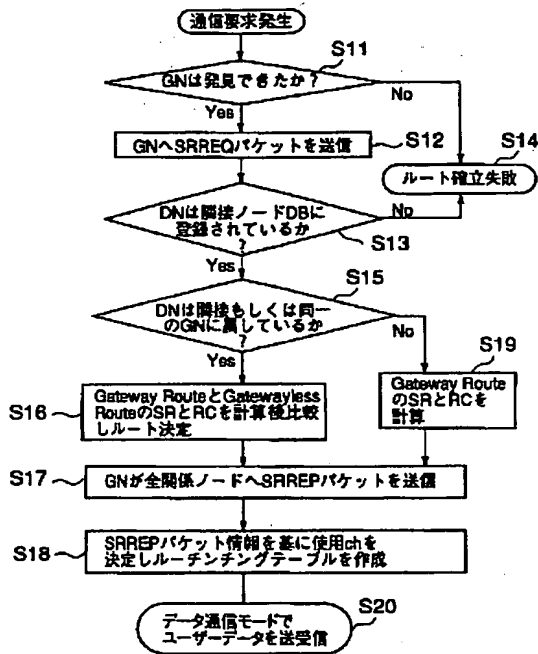 通信要求発生
S11
GNは発見できたか?
No
Yes
GNへSRREQパケットを送信
S12
S14
ルート確立失敗
DNは隣接ノードDBに
登録されているか
?
No
S13
Yes
S15
DNは隣接もしくは同一
のGNに属しているか
?
No
Yes
S19
Gateway Route
のSRとRCを
計算
S16
Gateway RouteとGatewayless
RouteのSRとRCを計算後比較
しルート決定
S17
GNが全関係ノードへSRREPパケットを送信
S18
SRREPパケット情報を基に使用chを
決定しルーチンチングテーブルを作成
S20
データ通信モードで
ユーザーデータを送受信